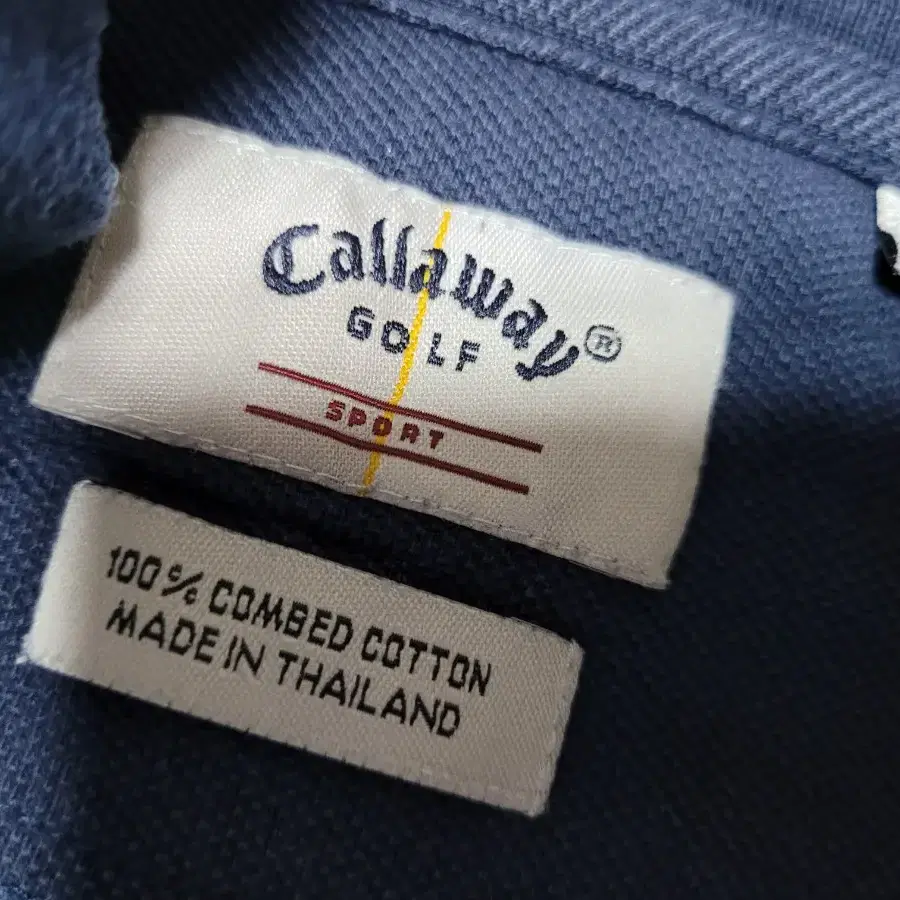 Callaway®
GOLF
SPORT
100% COMBED COTTON
MADE IN THAILAND